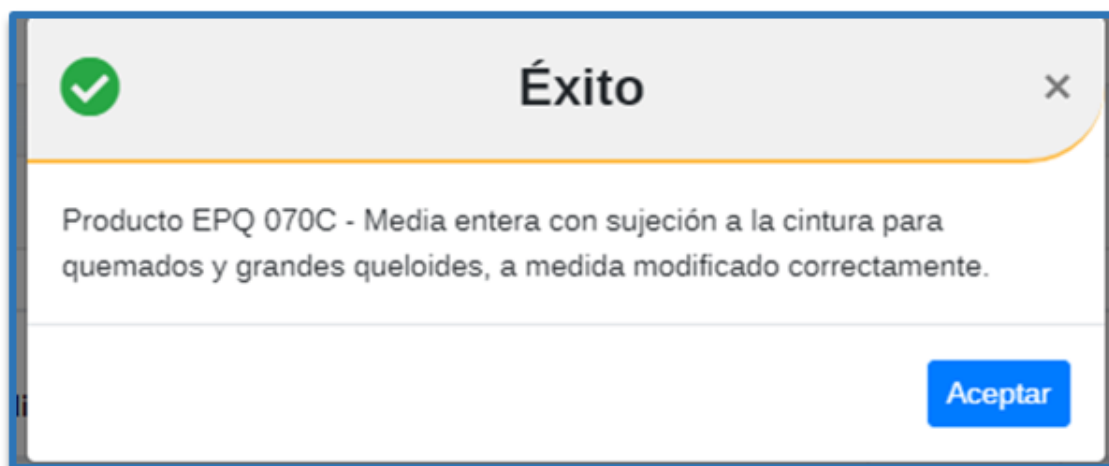 Éxito
Producto EPQ 070C - Media entera con sujeción a la cintura para
quemados y grandes queloides, a medida modificado correctamente.
Aceptar